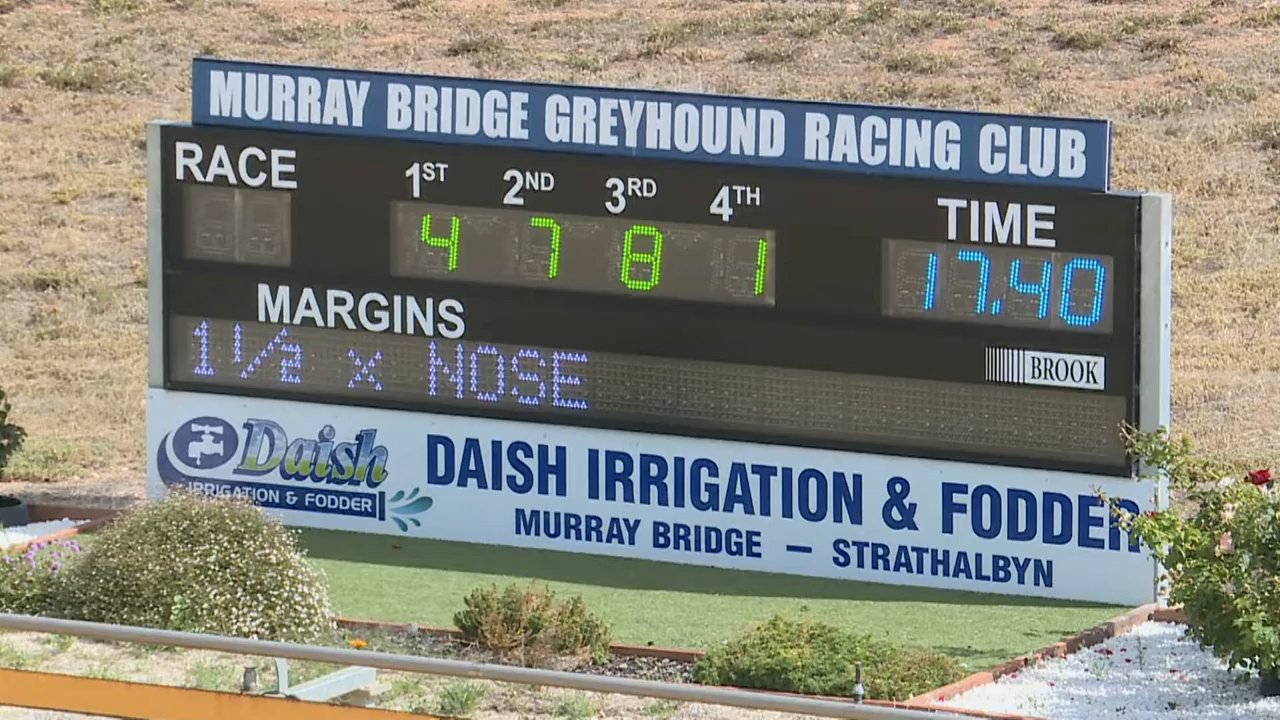 MURRAY BRIDGE GREYHOUND RACING CLUB
RACE 1ST 2ND 3RD 4TH TIME
4 7 8 1 17.40
MARGINS
1 1/2 x NOSE
BROOK
Daish
IRRIGATION & FODDER
DAISH IRRIGATION & FODDER
MURRAY BRIDGE – STRATHALBYN